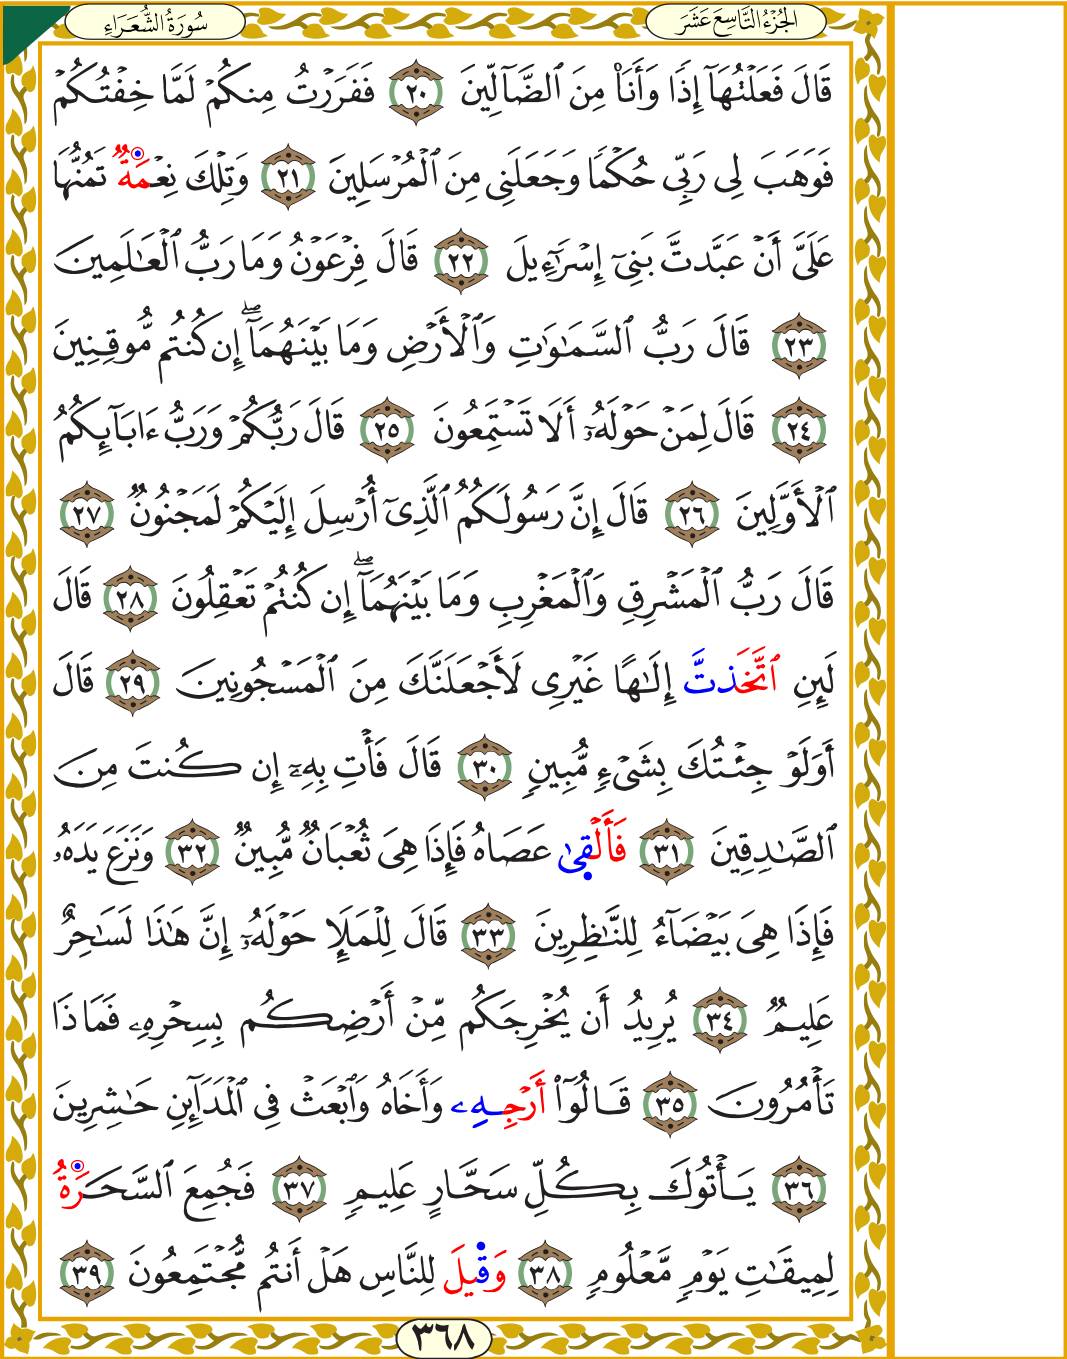 الجُزْءُ التَّاسِعَ عَشَرَ
سُورَةُ الشُّعَرَاءِ
قَالَ فَعَلْتُهَآ إِذًا وَأَنَا۠ مِنَ ٱلضَّآلِّينَ ٢٠ فَفَرَرْتُ مِنكُمْ لَمَّا خِفْتُكُمْ
فَوَهَبَ لِى رَبِّى حُكْمًا وَجَعَلَنِى مِنَ ٱلْمُرْسَلِينَ ٢١ وَتِلْكَ نِعْمَةٌ تَمُنُّهَا
عَلَىَّ أَنْ عَبَّدتَّ بَنِىٓ إِسْرَٰٓءِيلَ ٢٢ قَالَ فِرْعَوْنُ وَمَا رَبُّ ٱلْعَٰلَمِينَ
٢٣ قَالَ رَبُّ ٱلسَّمَٰوَٰتِ وَٱلْأَرْضِ وَمَا بَيْنَهُمَآ ۖ إِن كُنتُم مُّوقِنِينَ
٢٤ قَالَ لِمَنْ حَوْلَهُۥٓ أَلَا تَسْتَمِعُونَ ٢٥ قَالَ رَبُّكُمْ وَرَبُّ ءَابَآئِكُمُ
ٱلْأَوَّلِينَ ٢٦ قَالَ إِنَّ رَسُولَكُمُ ٱلَّذِىٓ أُرْسِلَ إِلَيْكُمْ لَمَجْنُونٌ ٢٧
قَالَ رَبُّ ٱلْمَشْرِقِ وَٱلْمَغْرِبِ وَمَا بَيْنَهُمَآ ۖ إِن كُنتُمْ تَعْقِلُونَ ٢٨ قَالَ
لَئِنِ ٱتَّخَذتَّ إِلَٰهًا غَيْرِى لَأَجْعَلَنَّكَ مِنَ ٱلْمَسْجُونِينَ ٢٩ قَالَ
أَوَلَوْ جِئْتُكَ بِشَىْءٍ مُّبِينٍ ٣٠ قَالَ فَأْتِ بِهِۦٓ إِن كُنتَ مِنَ
ٱلصَّٰدِقِينَ ٣١ فَأَلْقَىٰ عَصَاهُ فَإِذَا هِىَ ثُعْبَانٌ مُّبِينٌ ٣٢ وَنَزَعَ يَدَهُۥ
فَإِذَا هِىَ بَيْضَآءُ لِلنَّٰظِرِينَ ٣٣ قَالَ لِلْمَلَإِ حَوْلَهُۥٓ إِنَّ هَٰذَا لَسَٰحِرٌ
عَلِيمٌ ٣٤ يُرِيدُ أَن يُخْرِجَكُم مِّنْ أَرْضِكُم بِسِحْرِهِۦ فَمَاذَا
تَأْمُرُونَ ٣٥ قَالُوٓا۟ أَرْجِهِۦ وَأَخَاهُ وَٱبْعَثْ فِى ٱلْمَدَآئِنِ حَٰشِرِينَ
٣٦ يَأْتُوكَ بِكُلِّ سَحَّارٍ عَلِيمٍ ٣٧ فَجُمِعَ ٱلسَّحَرَةُ
لِمِيقَٰتِ يَوْمٍ مَّعْلُومٍ ٣٨ وَقِيلَ لِلنَّاسِ هَلْ أَنتُم مُّجْتَمِعُونَ ٣٩
٣٦٨